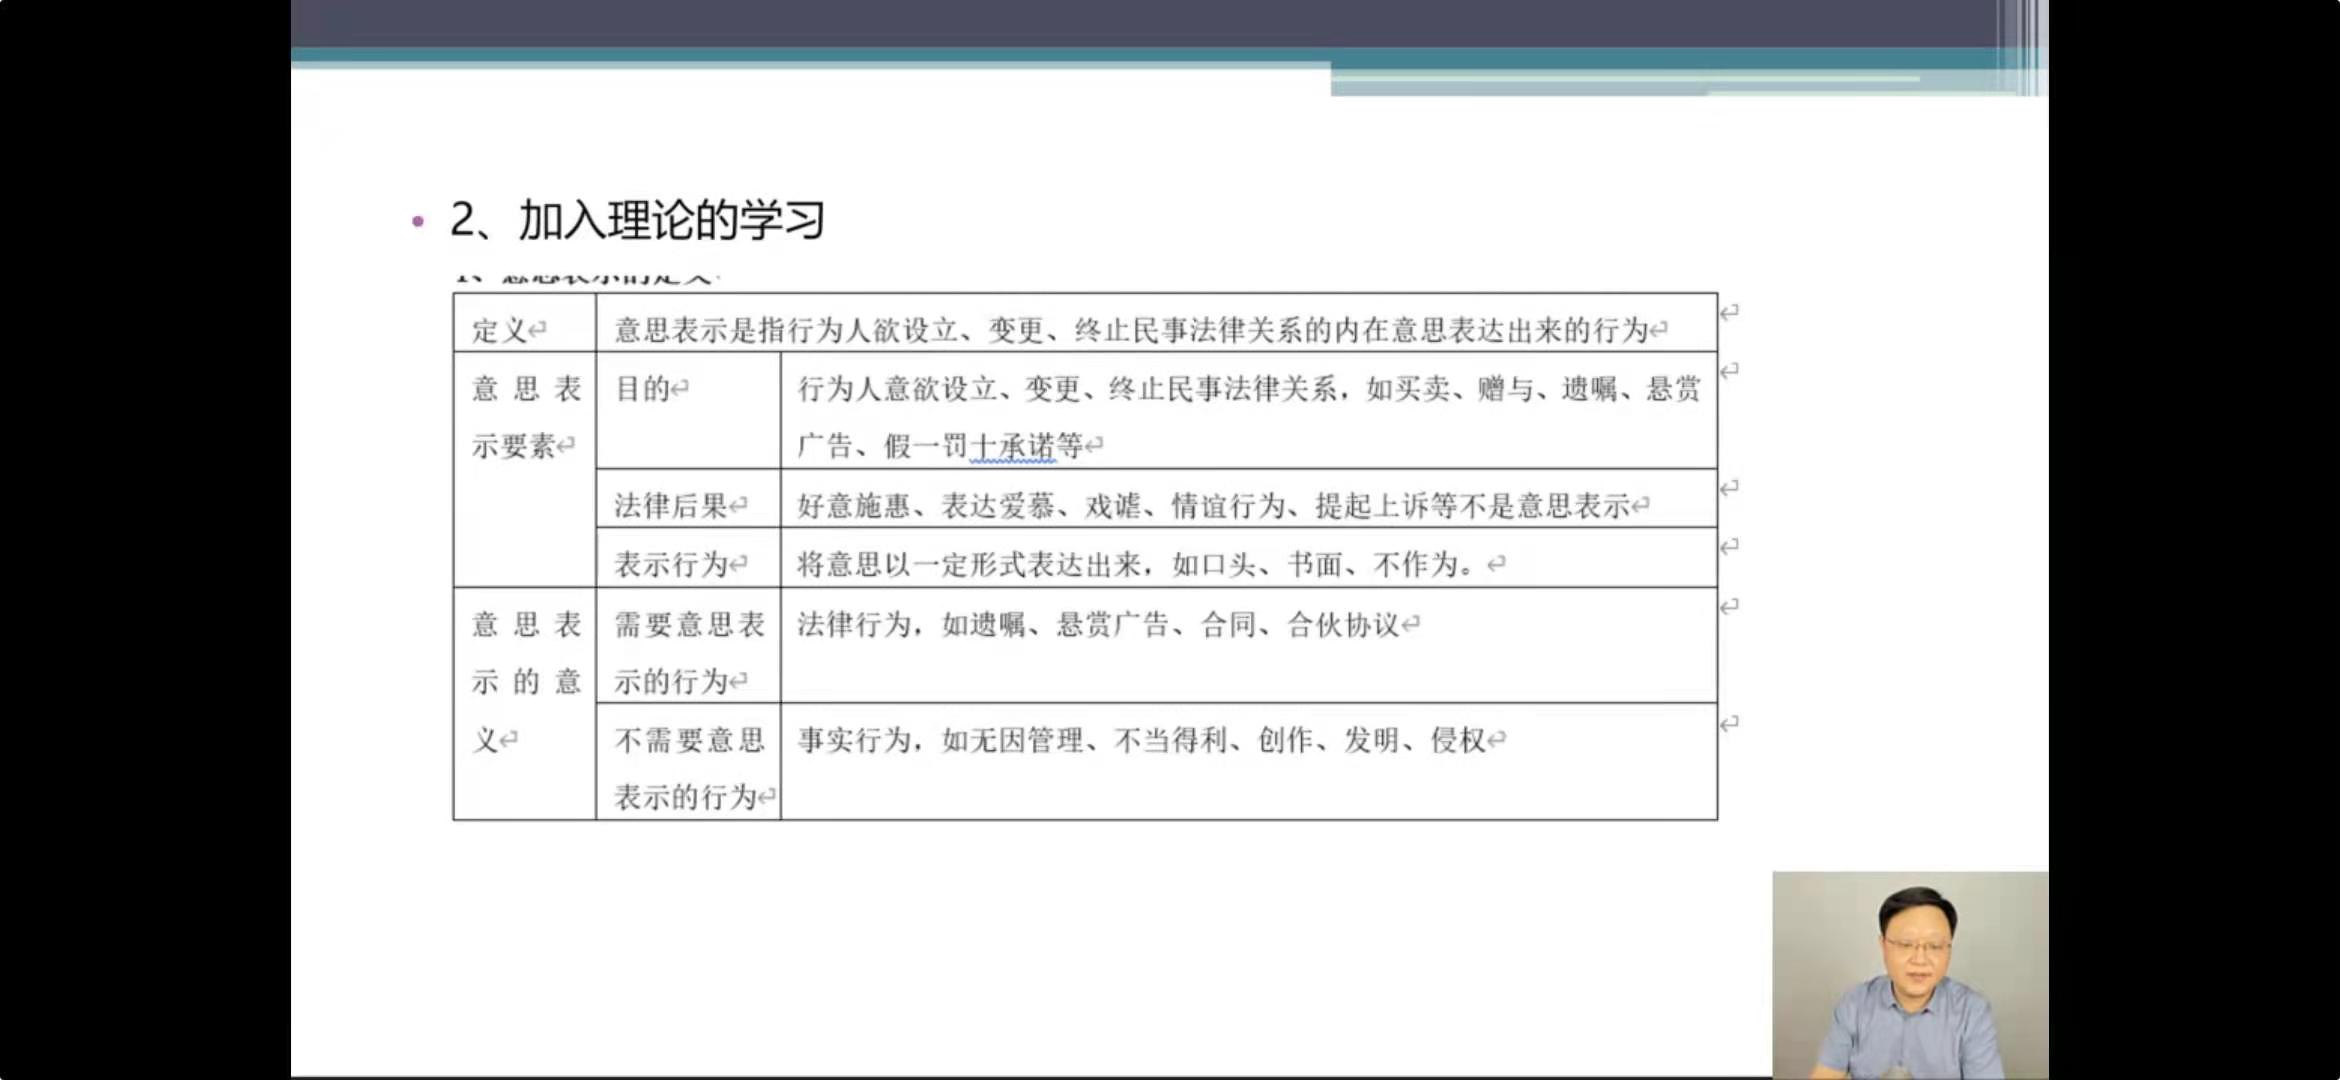 2、加入理论的学习
1、意思表示的定义
定义
意思表示是指行为人欲设立、变更、终止民事法律关系的内在意思表达出来的行为
意思表
示要素
目的
行为人意欲设立、变更、终止民事法律关系，如买卖、赠与、遗嘱、悬赏
广告、假一罚十承诺等
法律后果
好意施惠、表达爱慕、戏谑、情谊行为、提起上诉等不是意思表示
表示行为
将意思以一定形式表达出来，如口头、书面、不作为。
意思表
示的意
义
需要意思表
示的行为
法律行为，如遗嘱、悬赏广告、合同、合伙协议
不需要意思
表示的行为
事实行为，如无因管理、不当得利、创作、发明、侵权